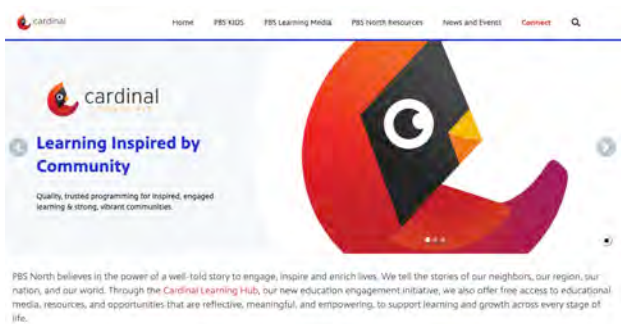 cardinal
Home PBS KIDS PBS Learning Media PBS North Resources News and Events Connect
cardinal
Learning Inspired by
Community
Quality, trusted programming for inspired, engaged
learning & strong, vibrant communities
PBS North believes in the power of a well-told story to engage, inspire and enrich lives. We tell the stories of our neighbors, our region, our
nation, and our world. Through the Cardinal Learning Hub, our new education engagement initiative, we also offer free access to educational
media, resources, and opportunities that are reflective, meaningful, and empowering, to support learning and growth across every stage of
life.